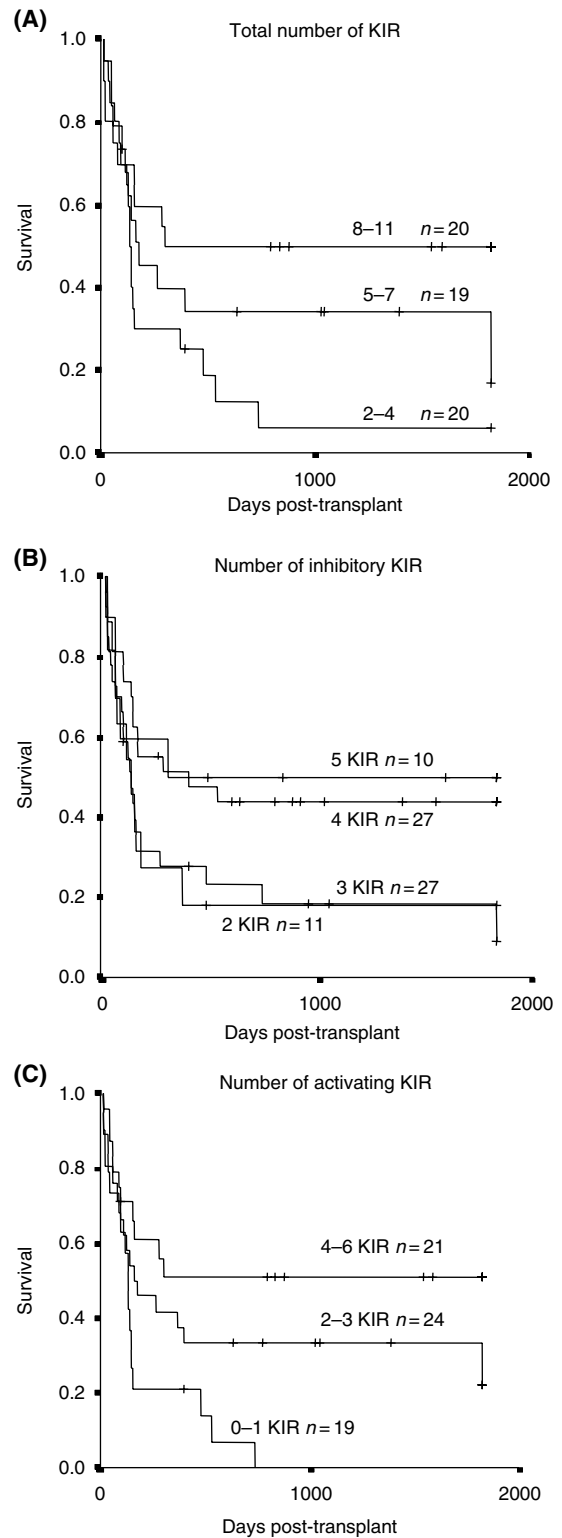 (A)
Total number of KIR
1.0
0.8
0.6
0.4
0.2
0.0
Survival
8–11 n=20
5–7 n=19
2–4 n=20
0 1000 2000
Days post-transplant
(B)
Number of inhibitory KIR
1.0
0.8
0.6
0.4
0.2
0.0
Survival
5 KIR n=10
4 KIR n=27
3 KIR n=27
2 KIR n=11
0 1000 2000
Days post-transplant
(C)
Number of activating KIR
1.0
0.8
0.6
0.4
0.2
0.0
Survival
4–6 KIR n=21
2–3 KIR n=24
0–1 KIR n=19
0 1000 2000
Days post-transplant